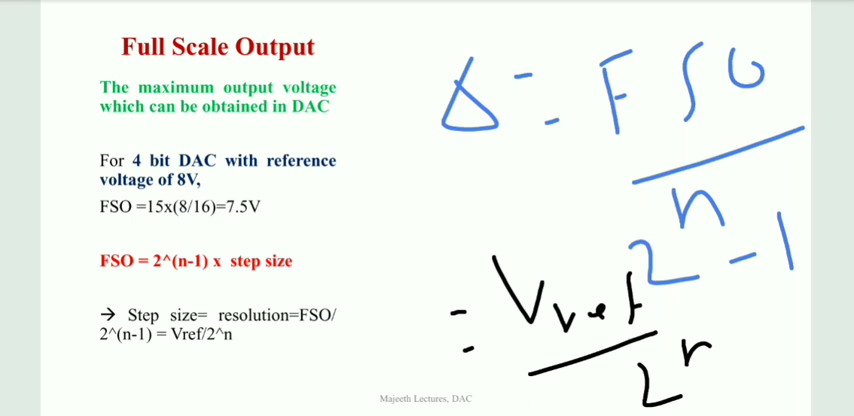 Full Scale Output
The maximum output voltage
which can be obtained in DAC
For 4 bit DAC with reference
voltage of 8V,
FSO =15x(8/16)=7.5V
FSO = 2^(n-1) x step size
→ Step size= resolution=FSO/
2^(n-1) = Vref/2^n
Δ = FSO
2^n - 1
= Vref
2^n
Majeeth Lectures, DAC